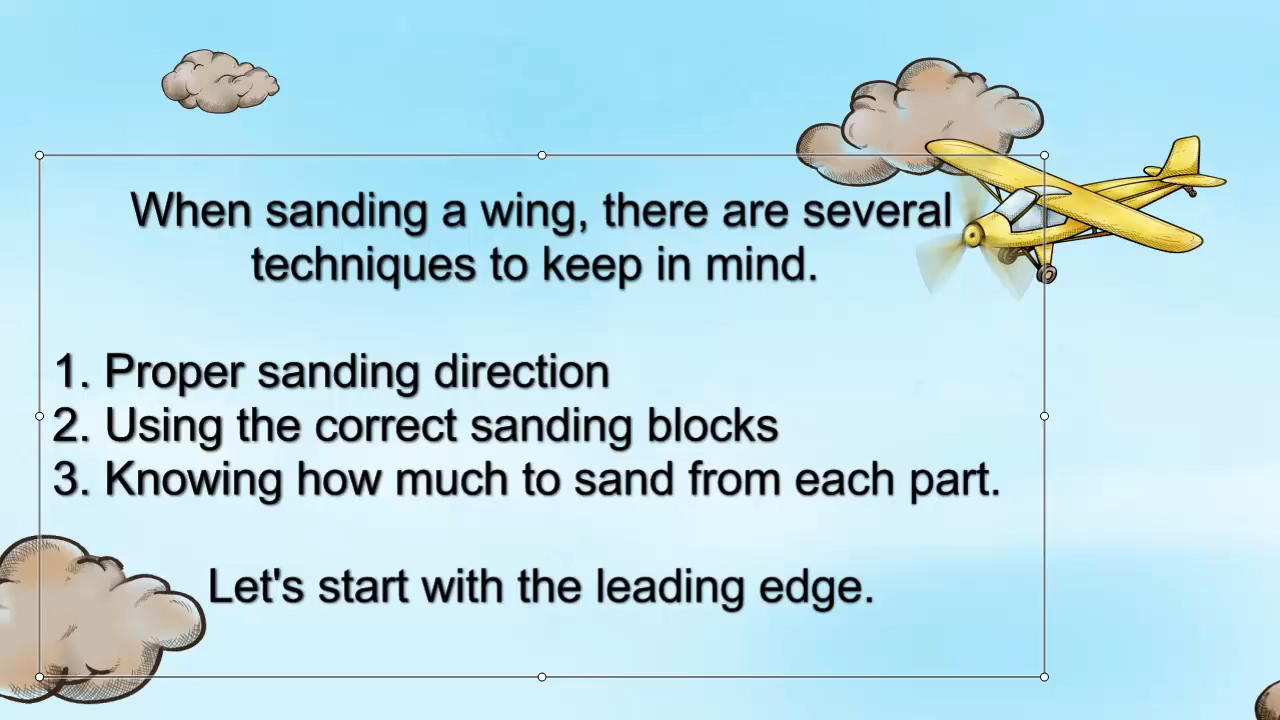 When sanding a wing, there are several
techniques to keep in mind.
1. Proper sanding direction
2. Using the correct sanding blocks
3. Knowing how much to sand from each part.
Let's start with the leading edge.